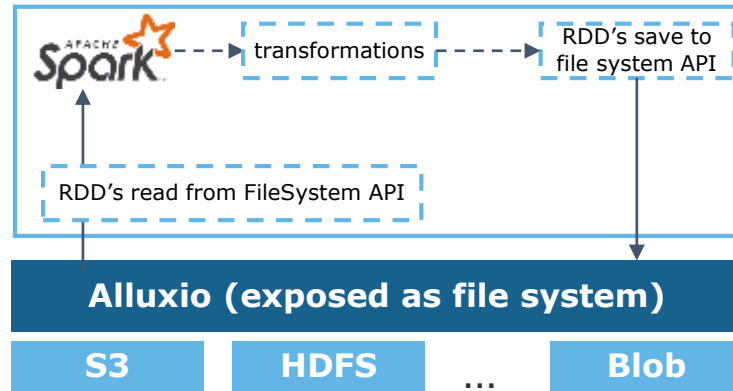 APACHE
Spark
transformations
RDD's save to
file system API
RDD's read from FileSystem API
Alluxio (exposed as file system)
S3
HDFS
...
Blob